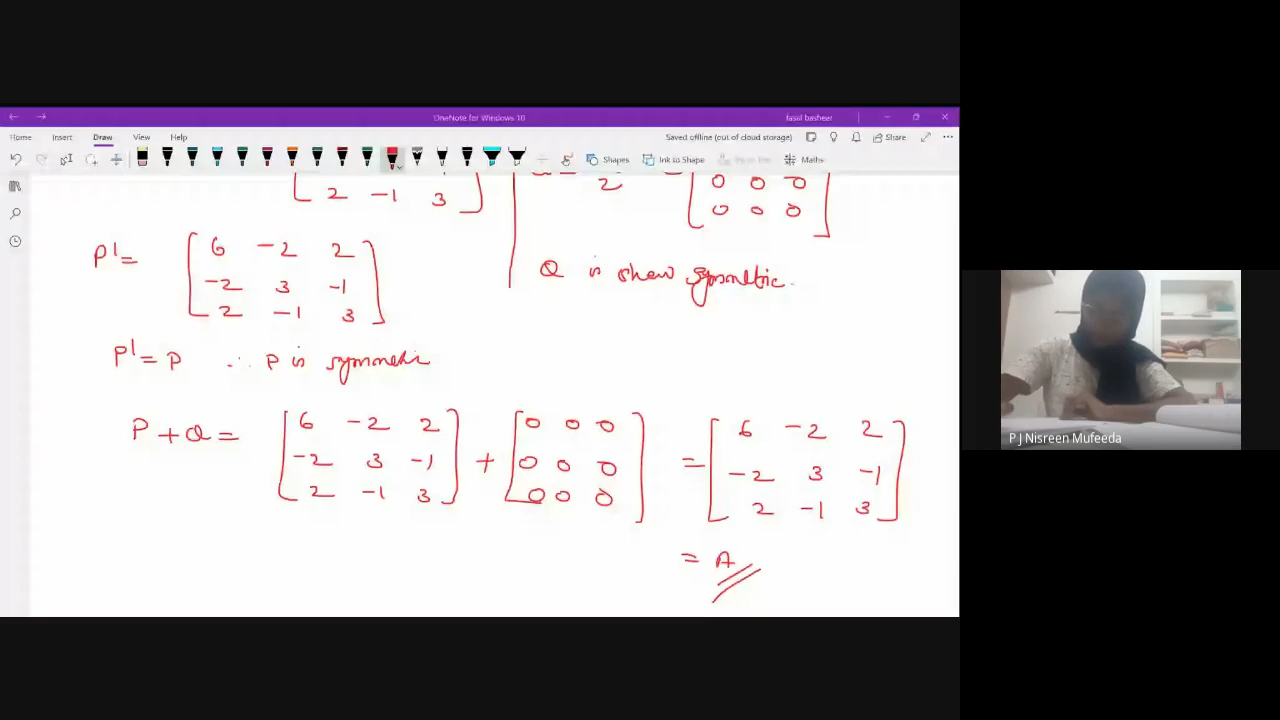 OneNote for Windows 10
fasal basheer
Home Insert Draw View Help
Saved offline (out of cloud storage)
Share
Shapes
Ink to Shape
Maths
2 -1 3
2
0 0 0
0 0 0
P' =
6 -2 2
-2 3 -1
2 -1 3
Q is skew symmetric.
P' = P ∴ P is symmetric
P + Q = [6 -2 2] + [0 0 0] = [6 -2 2]
[-2 3 -1] [0 0 0] [-2 3 -1]
[2 -1 3] [0 0 0] [2 -1 3]
= A
P J Nisreen Mufeeda